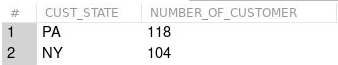 # CUST_STATE NUMBER_OF_CUSTOMER
1 PA 118
2 NY 104